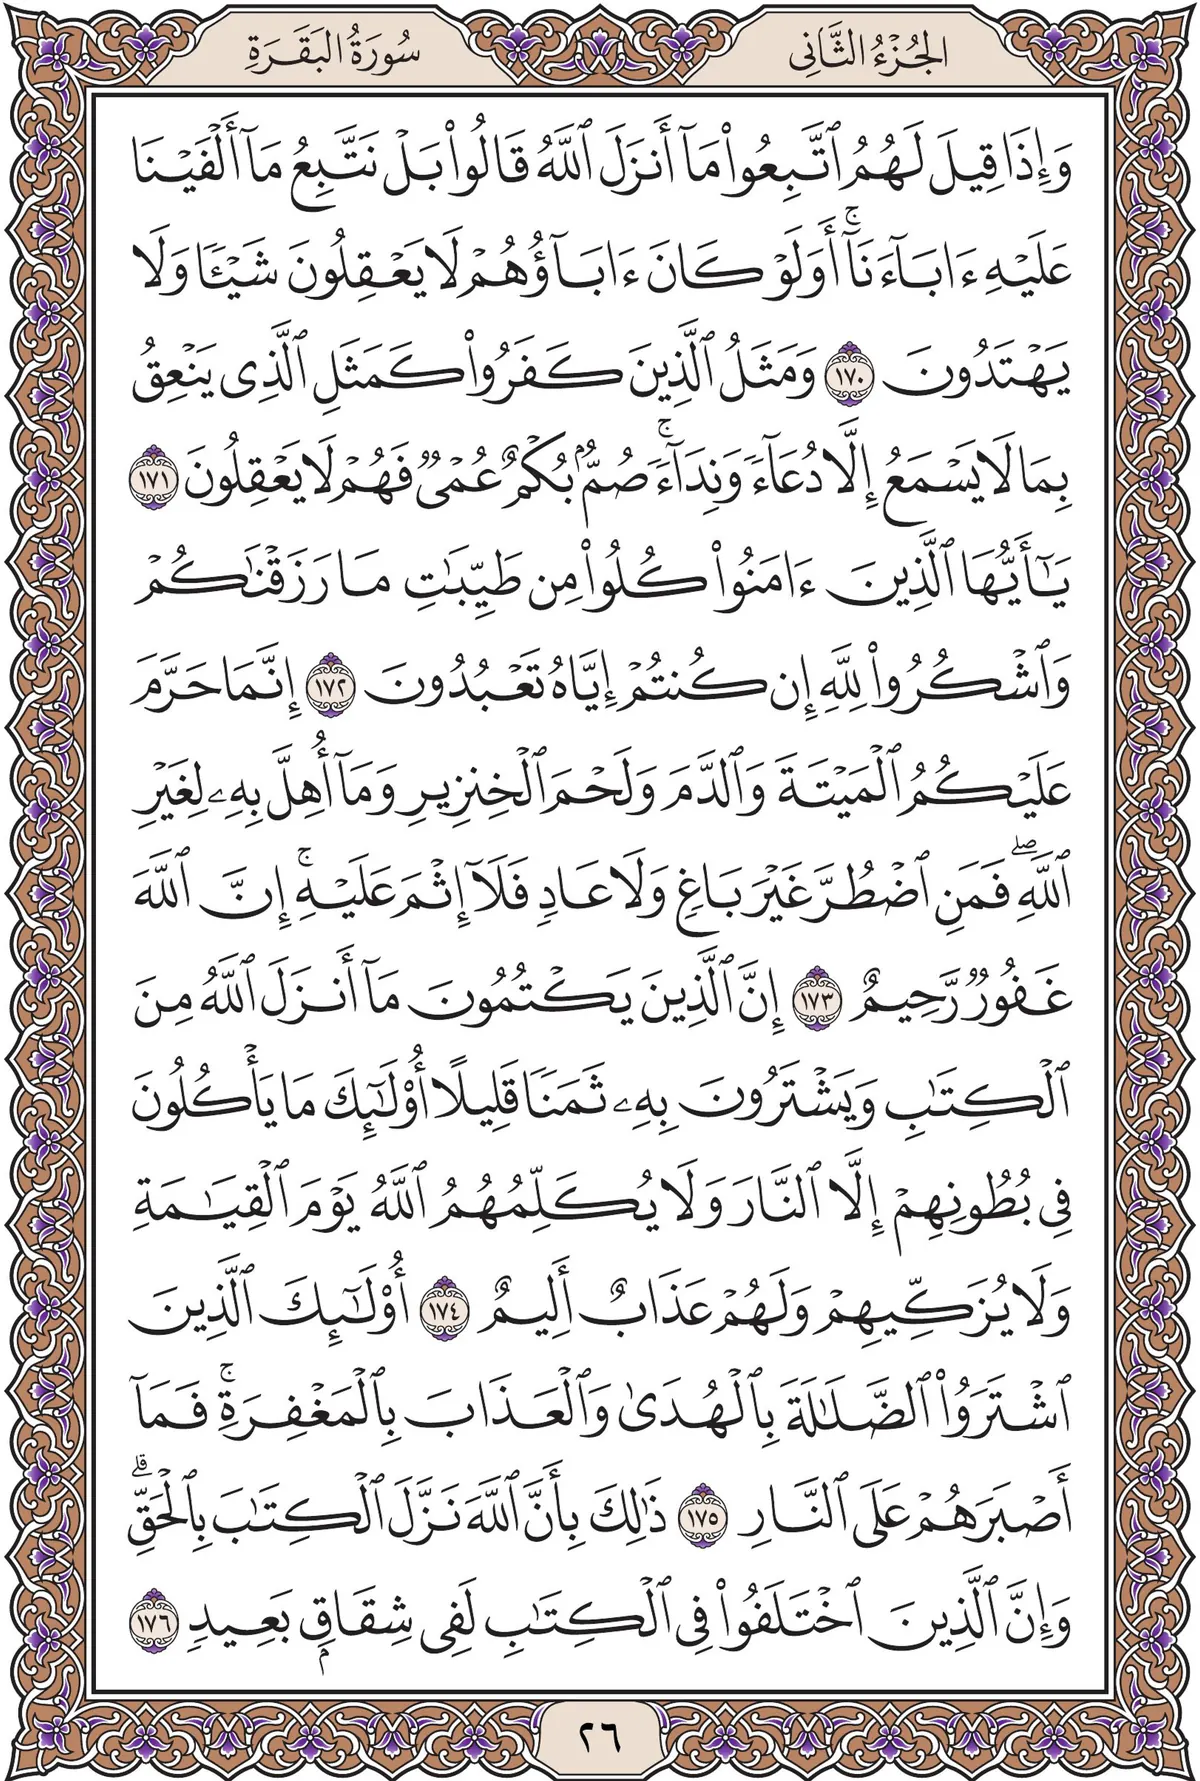 الجُزْءُ الثَّانِى
سُورَةُ البَقَرَةِ
وَإِذَا قِيلَ لَهُمُ ٱتَّبِعُوا۟ مَآ أَنزَلَ ٱللَّهُ قَالُوا۟ بَلْ نَتَّبِعُ مَآ أَلْفَيْنَا
عَلَيْهِ ءَابَآءَنَآ ۚ أَوَلَوْ كَانَ ءَابَآؤُهُمْ لَا يَعْقِلُونَ شَيْـًٔا وَلَا
يَهْتَدُونَ ١٧٠ وَمَثَلُ ٱلَّذِينَ كَفَرُوا۟ كَمَثَلِ ٱلَّذِى يَنْعِقُ
بِمَا لَا يَسْمَعُ إِلَّا دُعَآءً وَنِدَآءً ۚ صُمٌّۢ بُكْمٌ عُمْىٌ فَهُمْ لَا يَعْقِلُونَ ١٧١
يَـٰٓأَيُّهَا ٱلَّذِينَ ءَامَنُوا۟ كُلُوا۟ مِن طَيِّبَـٰتِ مَا رَزَقْنَـٰكُمْ
وَٱشْكُرُوا۟ لِلَّهِ إِن كُنتُمْ إِيَّاهُ تَعْبُدُونَ ١٧٢ إِنَّمَا حَرَّمَ
عَلَيْكُمُ ٱلْمَيْتَةَ وَٱلدَّمَ وَلَحْمَ ٱلْخِنزِيرِ وَمَآ أُهِلَّ بِهِۦ لِغَيْرِ
ٱللَّهِ ۖ فَمَنِ ٱضْطُرَّ غَيْرَ بَاغٍ وَلَا عَادٍ فَلَآ إِثْمَ عَلَيْهِ ۚ إِنَّ ٱللَّهَ
غَفُورٌ رَّحِيمٌ ١٧٣ إِنَّ ٱلَّذِينَ يَكْتُمُونَ مَآ أَنزَلَ ٱللَّهُ مِنَ
ٱلْكِتَـٰبِ وَيَشْتَرُونَ بِهِۦ ثَمَنًا قَلِيلًا أُو۟لَـٰٓئِكَ مَا يَأْكُلُونَ
فِى بُطُونِهِمْ إِلَّا ٱلنَّارَ وَلَا يُكَلِّمُهُمُ ٱللَّهُ يَوْمَ ٱلْقِيَـٰمَةِ
وَلَا يُزَكِّيهِمْ وَلَهُمْ عَذَابٌ أَلِيمٌ ١٧٤ أُو۟لَـٰٓئِكَ ٱلَّذِينَ
ٱشْتَرَوُا۟ ٱلضَّلَـٰلَةَ بِٱلْهُدَىٰ وَٱلْعَذَابَ بِٱلْمَغْفِرَةِ ۚ فَمَآ
أَصْبَرَهُمْ عَلَى ٱلنَّارِ ١٧٥ ذَٰلِكَ بِأَنَّ ٱللَّهَ نَزَّلَ ٱلْكِتَـٰبَ بِٱلْحَقِّ ۗ
وَإِنَّ ٱلَّذِينَ ٱخْتَلَفُوا۟ فِى ٱلْكِتَـٰبِ لَفِى شِقَاقٍۭ بَعِيدٍ ١٧٦
٢٦